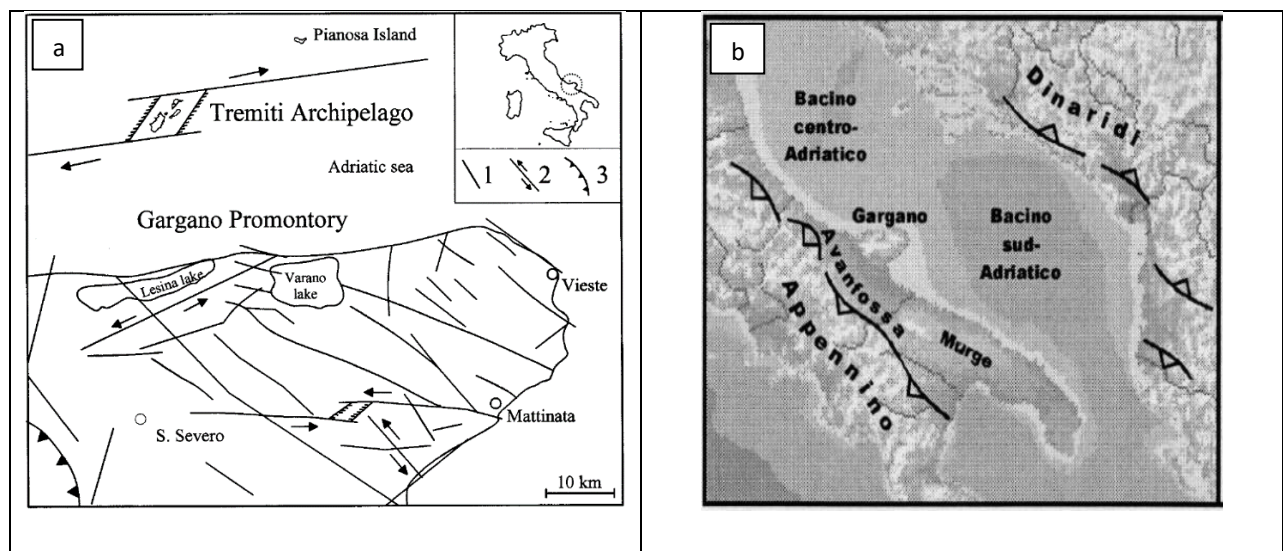 a
Pianosa Island
Tremiti Archipelago
Adriatic sea
1 2 3
Gargano Promontory
Lesina lake
Varano
lake
Vieste
Mattinata
S. Severo
10 km
b
Bacino
centro-
Adriatico
Dinaridi
Gargano
Bacino
sud-
Adriatico
Avanfossa
Appennino
Murge